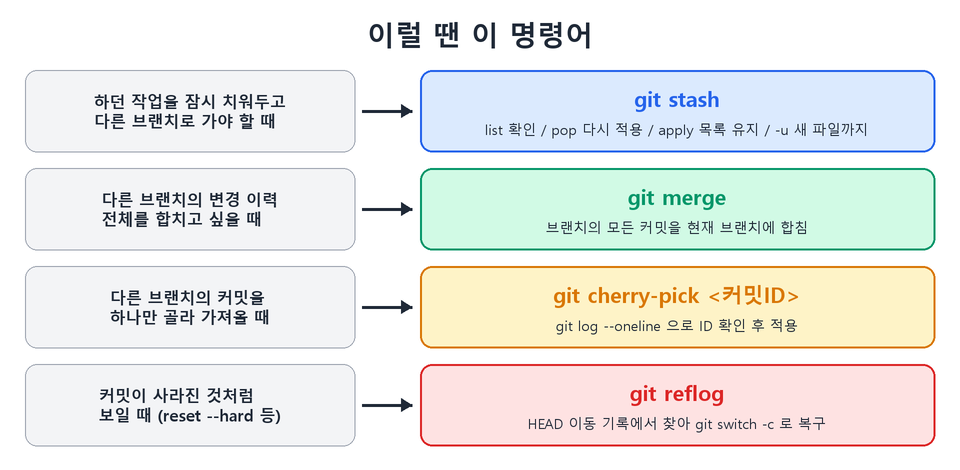 이럴 땐 이 명령어
하던 작업을 잠시 치워두고
다른 브랜치로 가야 할 때
git stash
list 확인 / pop 다시 적용 / apply 목록 유지 / -u 새 파일까지
다른 브랜치의 변경 이력
전체를 합치고 싶을 때
git merge
브랜치의 모든 커밋을 현재 브랜치에 합침
다른 브랜치의 커밋을
하나만 골라 가져올 때
git cherry-pick <커밋ID>
git log --oneline 으로 ID 확인 후 적용
커밋이 사라진 것처럼
보일 때 (reset --hard 등)
git reflog
HEAD 이동 기록에서 찾아 git switch -c 로 복구